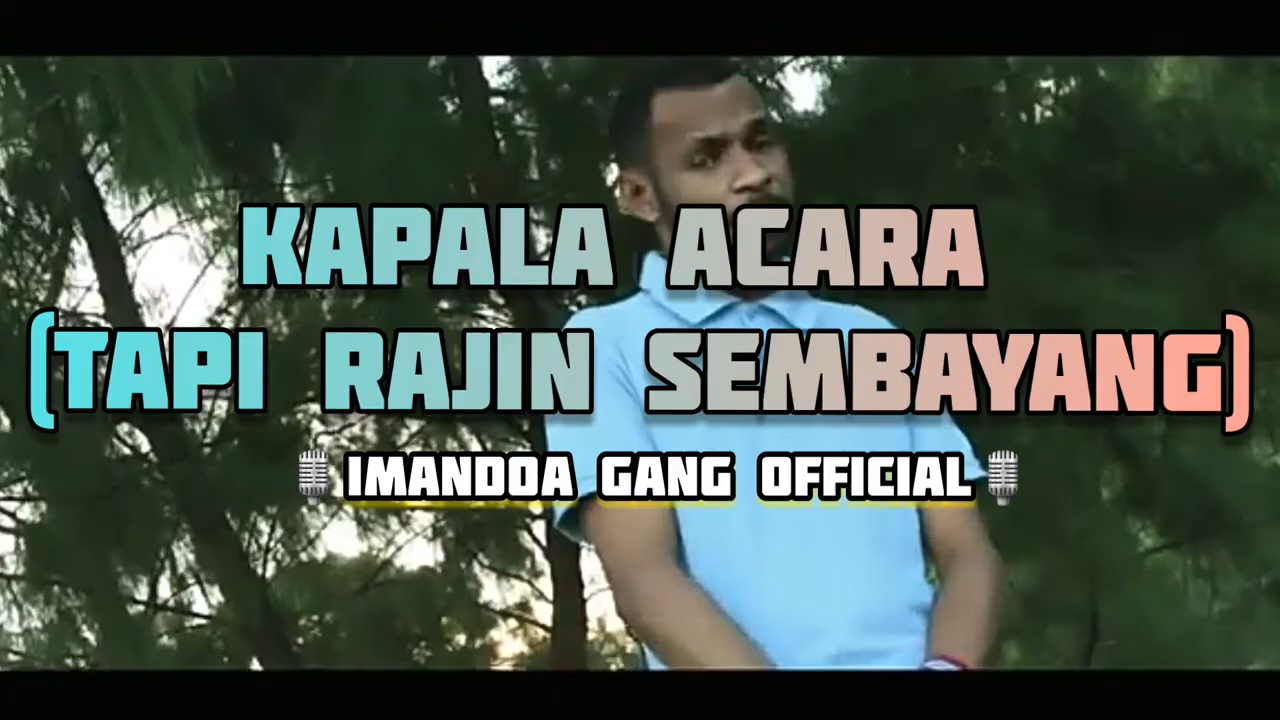 KAPALA ACARA
(TAPI RAJIN SEMBAYANG)
IMANDOA GANG OFFICIAL